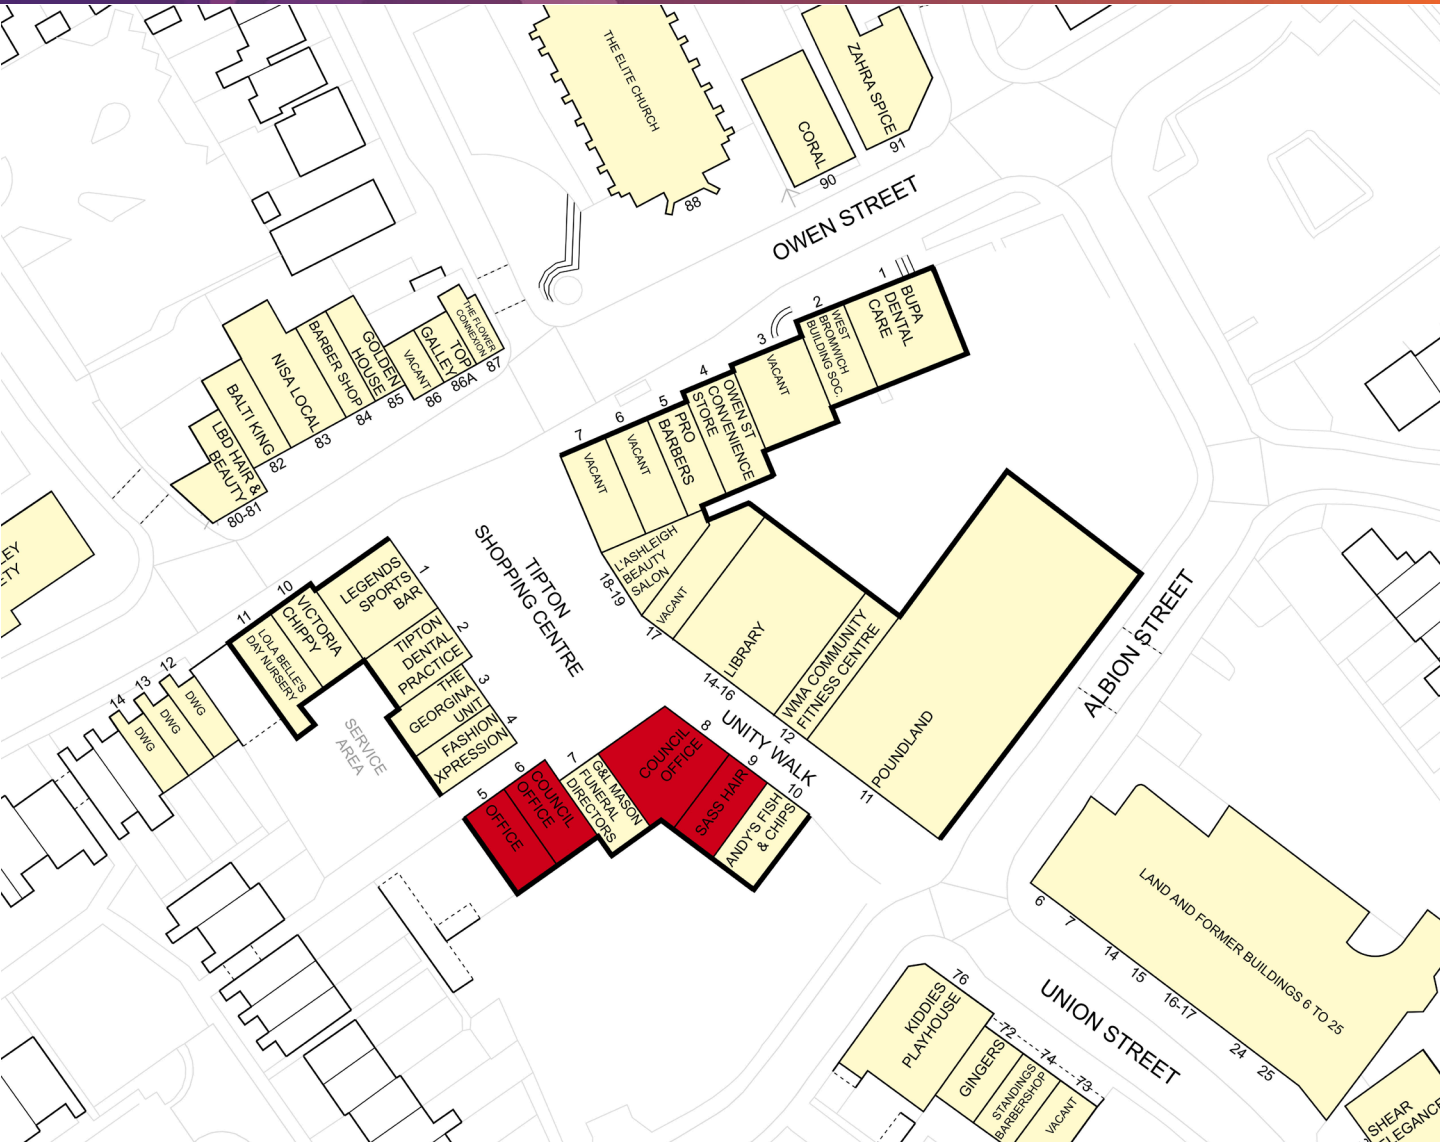 THE ELITE CHURCH
88
CORAL
90
ZAHRA SPICE
91
OWEN STREET
THE FLOWER
CONNEXION
87
TOP
GALLEY
86A
VACANT
86
GOLDEN
HOUSE
85
BARBER SHOP
84
NISA LOCAL
83
BALTI KING
82
LBD HAIR &
BEAUTY
80-81
1
BUPA
DENTAL
CARE
2
WEST
BROMWICH
BUILDING SOC.
3
VACANT
4
OWEN ST
CONVENIENCE
STORE
5
PRO
BARBERS
6
VACANT
7
VACANT
L'ASHLEIGH
BEAUTY
SALON
18-19
VACANT
17
LIBRARY
14-16
WMA COMMUNITY
FITNESS CENTRE
12
POUNDLAND
11
TIPTON
SHOPPING CENTRE
LEGENDS
SPORTS
BAR
1
TIPTON
DENTAL
PRACTICE
2
THE
GEORGINA
UNIT
3
FASHION
XPRESSION
4
10
VICTORIA
CHIPPY
11
LOLA BELLE'S
DAY NURSERY
12
DWG
13
DWG
14
DWG
SERVICE
AREA
5
OFFICE
6
COUNCIL
OFFICE
7
G&L MASON
FUNERAL
DIRECTORS
8
COUNCIL
OFFICE
9
SASS HAIR
10
ANDY'S FISH
& CHIPS
UNITY WALK
ALBION STREET
LAND AND FORMER BUILDINGS 6 TO 25
6
7
14
15
16-17
24
25
UNION STREET
76
KIDDIES
PLAYHOUSE
72
GINGERS
74
STANDINGS
BARBERSHOP
73
VACANT
SHEAR
EGANCE
EY
TY